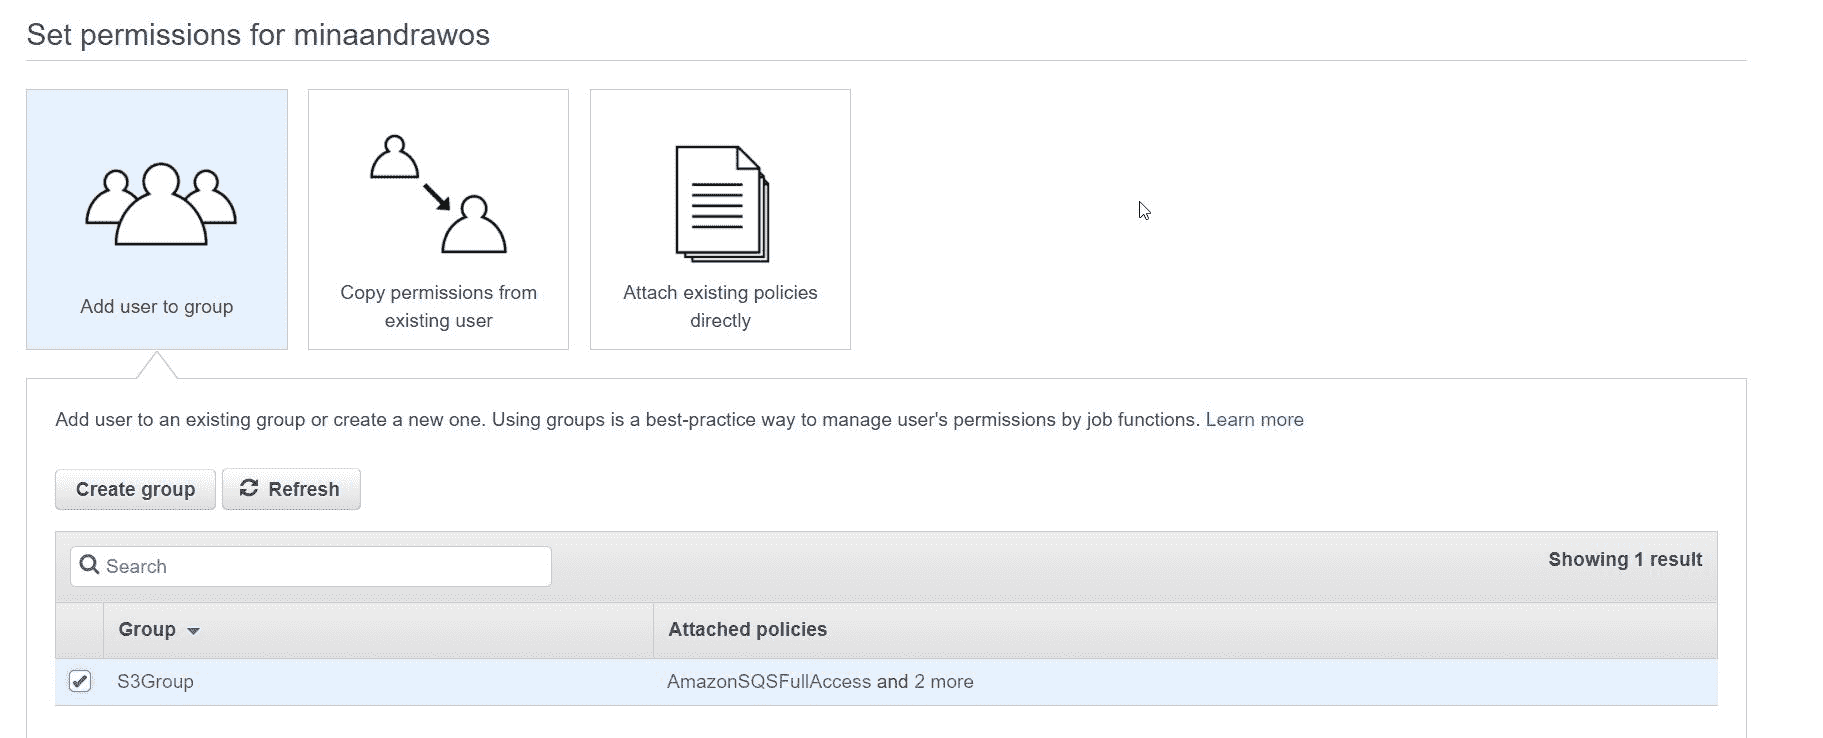 Set permissions for minaandrawos
Add user to group
Copy permissions from
existing user
Attach existing policies
directly
Add user to an existing group or create a new one. Using groups is a best-practice way to manage user's permissions by job functions. Learn more
Create group
Refresh
Search
Showing 1 result
Group
Attached policies
S3Group
AmazonSQSFullAccess and 2 more